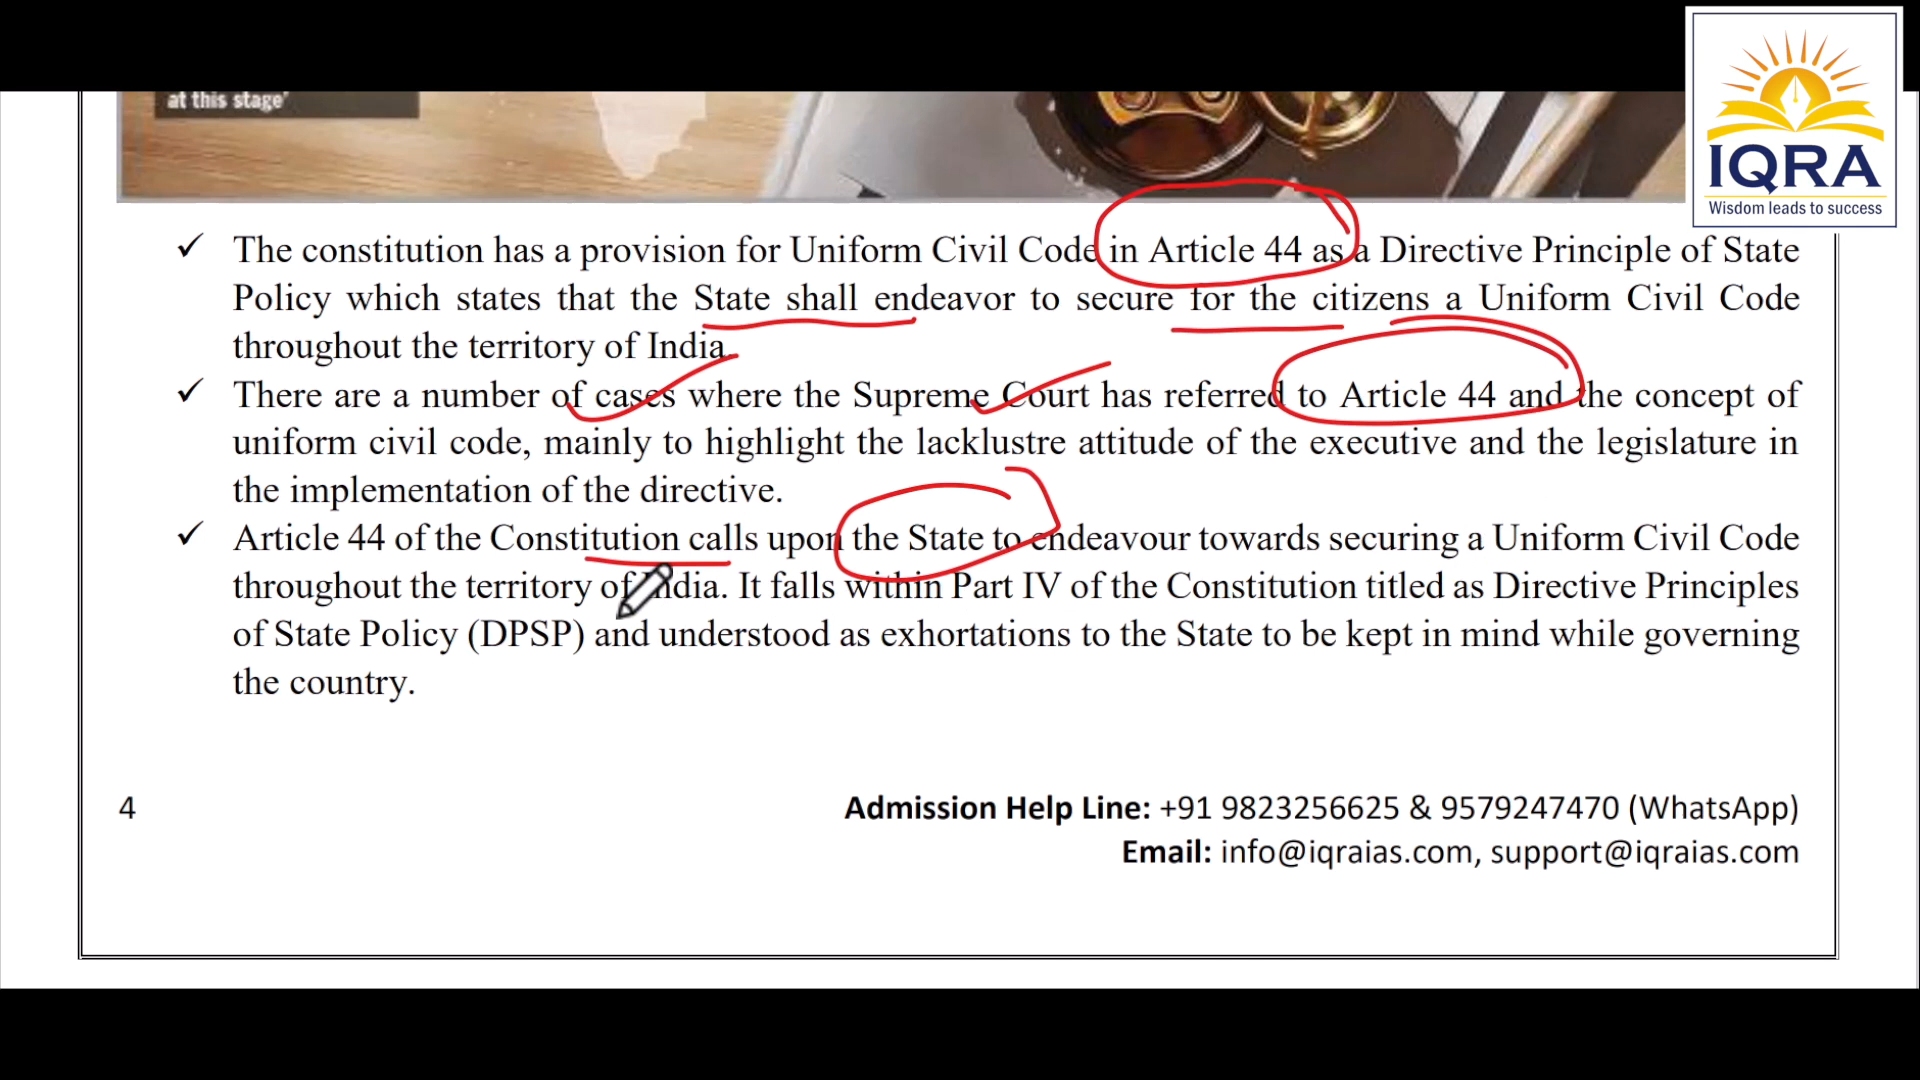 at this stage'
IQRA
Wisdom leads to success
✓ The constitution has a provision for Uniform Civil Code in Article 44 as a Directive Principle of State
Policy which states that the State shall endeavor to secure for the citizens a Uniform Civil Code
throughout the territory of India.
✓ There are a number of cases where the Supreme Court has referred to Article 44 and the concept of
uniform civil code, mainly to highlight the lacklustre attitude of the executive and the legislature in
the implementation of the directive.
✓ Article 44 of the Constitution calls upon the State to endeavour towards securing a Uniform Civil Code
throughout the territory of India. It falls within Part IV of the Constitution titled as Directive Principles
of State Policy (DPSP) and understood as exhortations to the State to be kept in mind while governing
the country.
4
Admission Help Line: +91 9823256625 & 9579247470 (WhatsApp)
Email: info@iqraias.com, support@iqraias.com